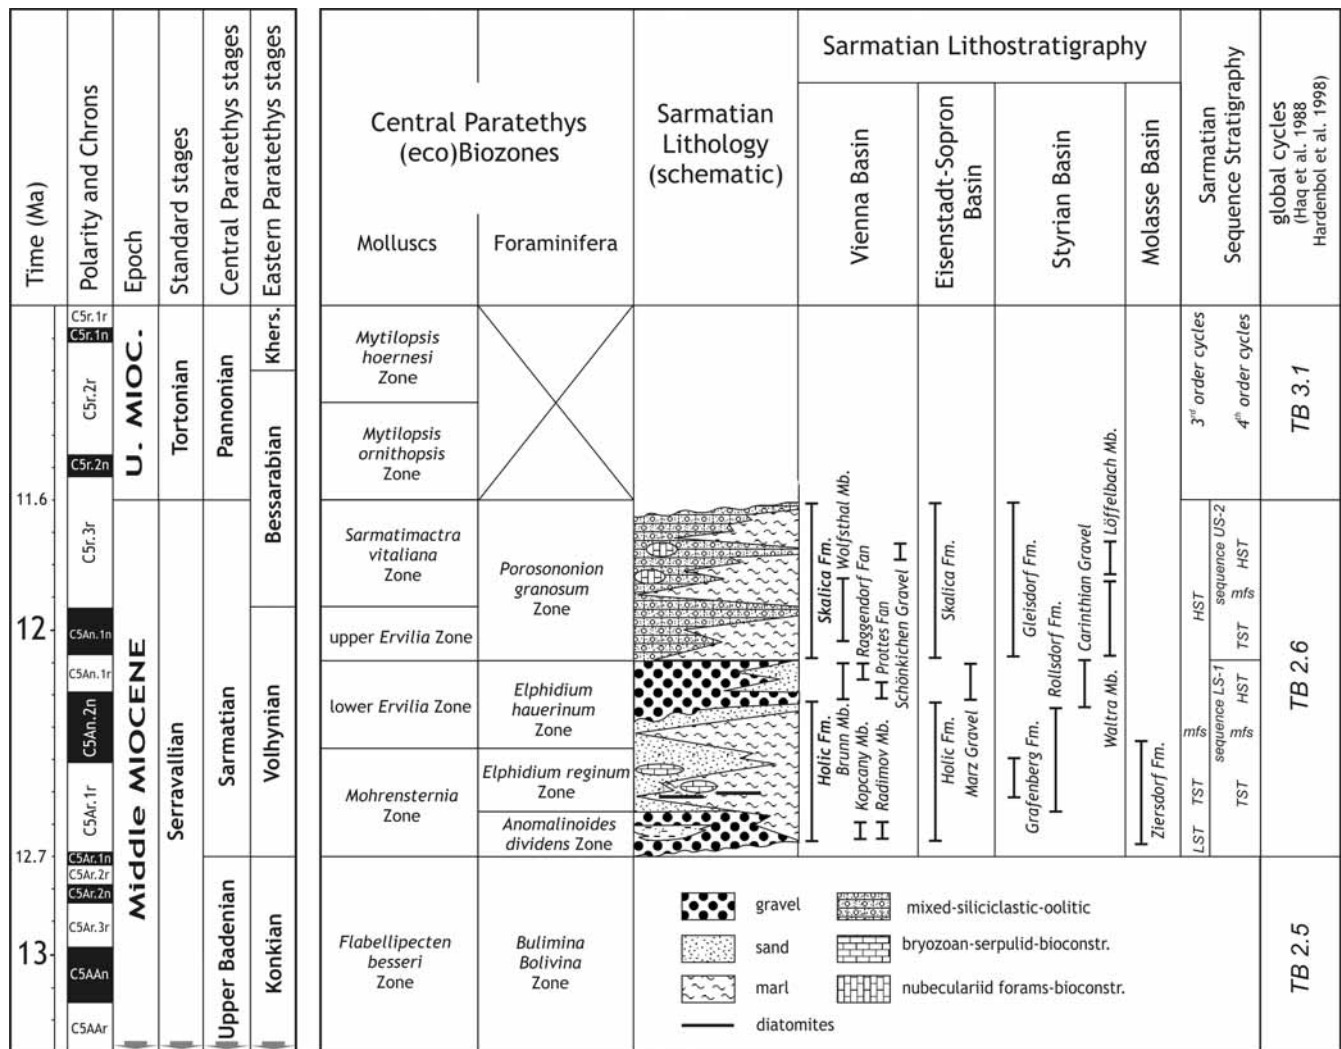 Time (Ma)
Polarity and Chrons
Epoch
Standard stages
Central Paratethys stages
Eastern Paratethys stages
11.6
12
12.7
13
C5r.1r
C5r.1n
C5r.2r
C5r.2n
C5r.3r
C5An.1n
C5An.1r
C5An.2n
C5Ar.1r
C5Ar.1n
C5Ar.2r
C5Ar.2n
C5Ar.3r
C5AAn
C5AAr
U. MIOC.
Middle MIOCENE
Tortonian
Serravallian
Pannonian
Sarmatian
Upper Badenian
Khers.
Bessarabian
Volhynian
Konkian
Central Paratethys
(eco)Biozones
Molluscs
Foraminifera
Mytilopsis
hoernesi
Zone
Mytilopsis
ornithopsis
Zone
Sarmatimactra
vitaliana
Zone
upper Ervilia Zone
lower Ervilia Zone
Mohrensternia
Zone
Flabellipecten
besseri
Zone
Porosononion
granosum
Zone
Elphidium
hauerinum
Zone
Elphidium reginum
Zone
Anomalinoides
dividens Zone
Bulimina
Bolivina
Zone
Sarmatian
Lithology
(schematic)
Sarmatian Lithostratigraphy
Vienna Basin
Eisenstadt-Sopron
Basin
Styrian Basin
Molasse Basin
Skalica Fm.
Wolfsthal Mb.
Raggendorf Fan
Prottes Fan
Schönkichen Gravel
Holic Fm.
Brunn Mb.
Kopcany Mb.
Radimov Mb.
Skalica Fm.
Holic Fm.
Marz Gravel
Gleisdorf Fm.
Grafenberg Fm.
Rollsdorf Fm.
Carinthian Gravel
Löffelbach Mb.
Waltra Mb.
Ziersdorf Fm.
Sarmatian
Sequence Stratigraphy
3rd order cycles
4th order cycles
HST
mfs
TST
LST
sequence US-2
HST
mfs
TST
sequence LS-1
HST
mfs
TST
global cycles
(Haq et al. 1988
Hardenbol et al. 1998)
TB 3.1
TB 2.6
TB 2.5
gravel
sand
marl
diatomites
mixed-siliciclastic-oolitic
bryozoan-serpulid-bioconstr.
nubeculariid forams-bioconstr.